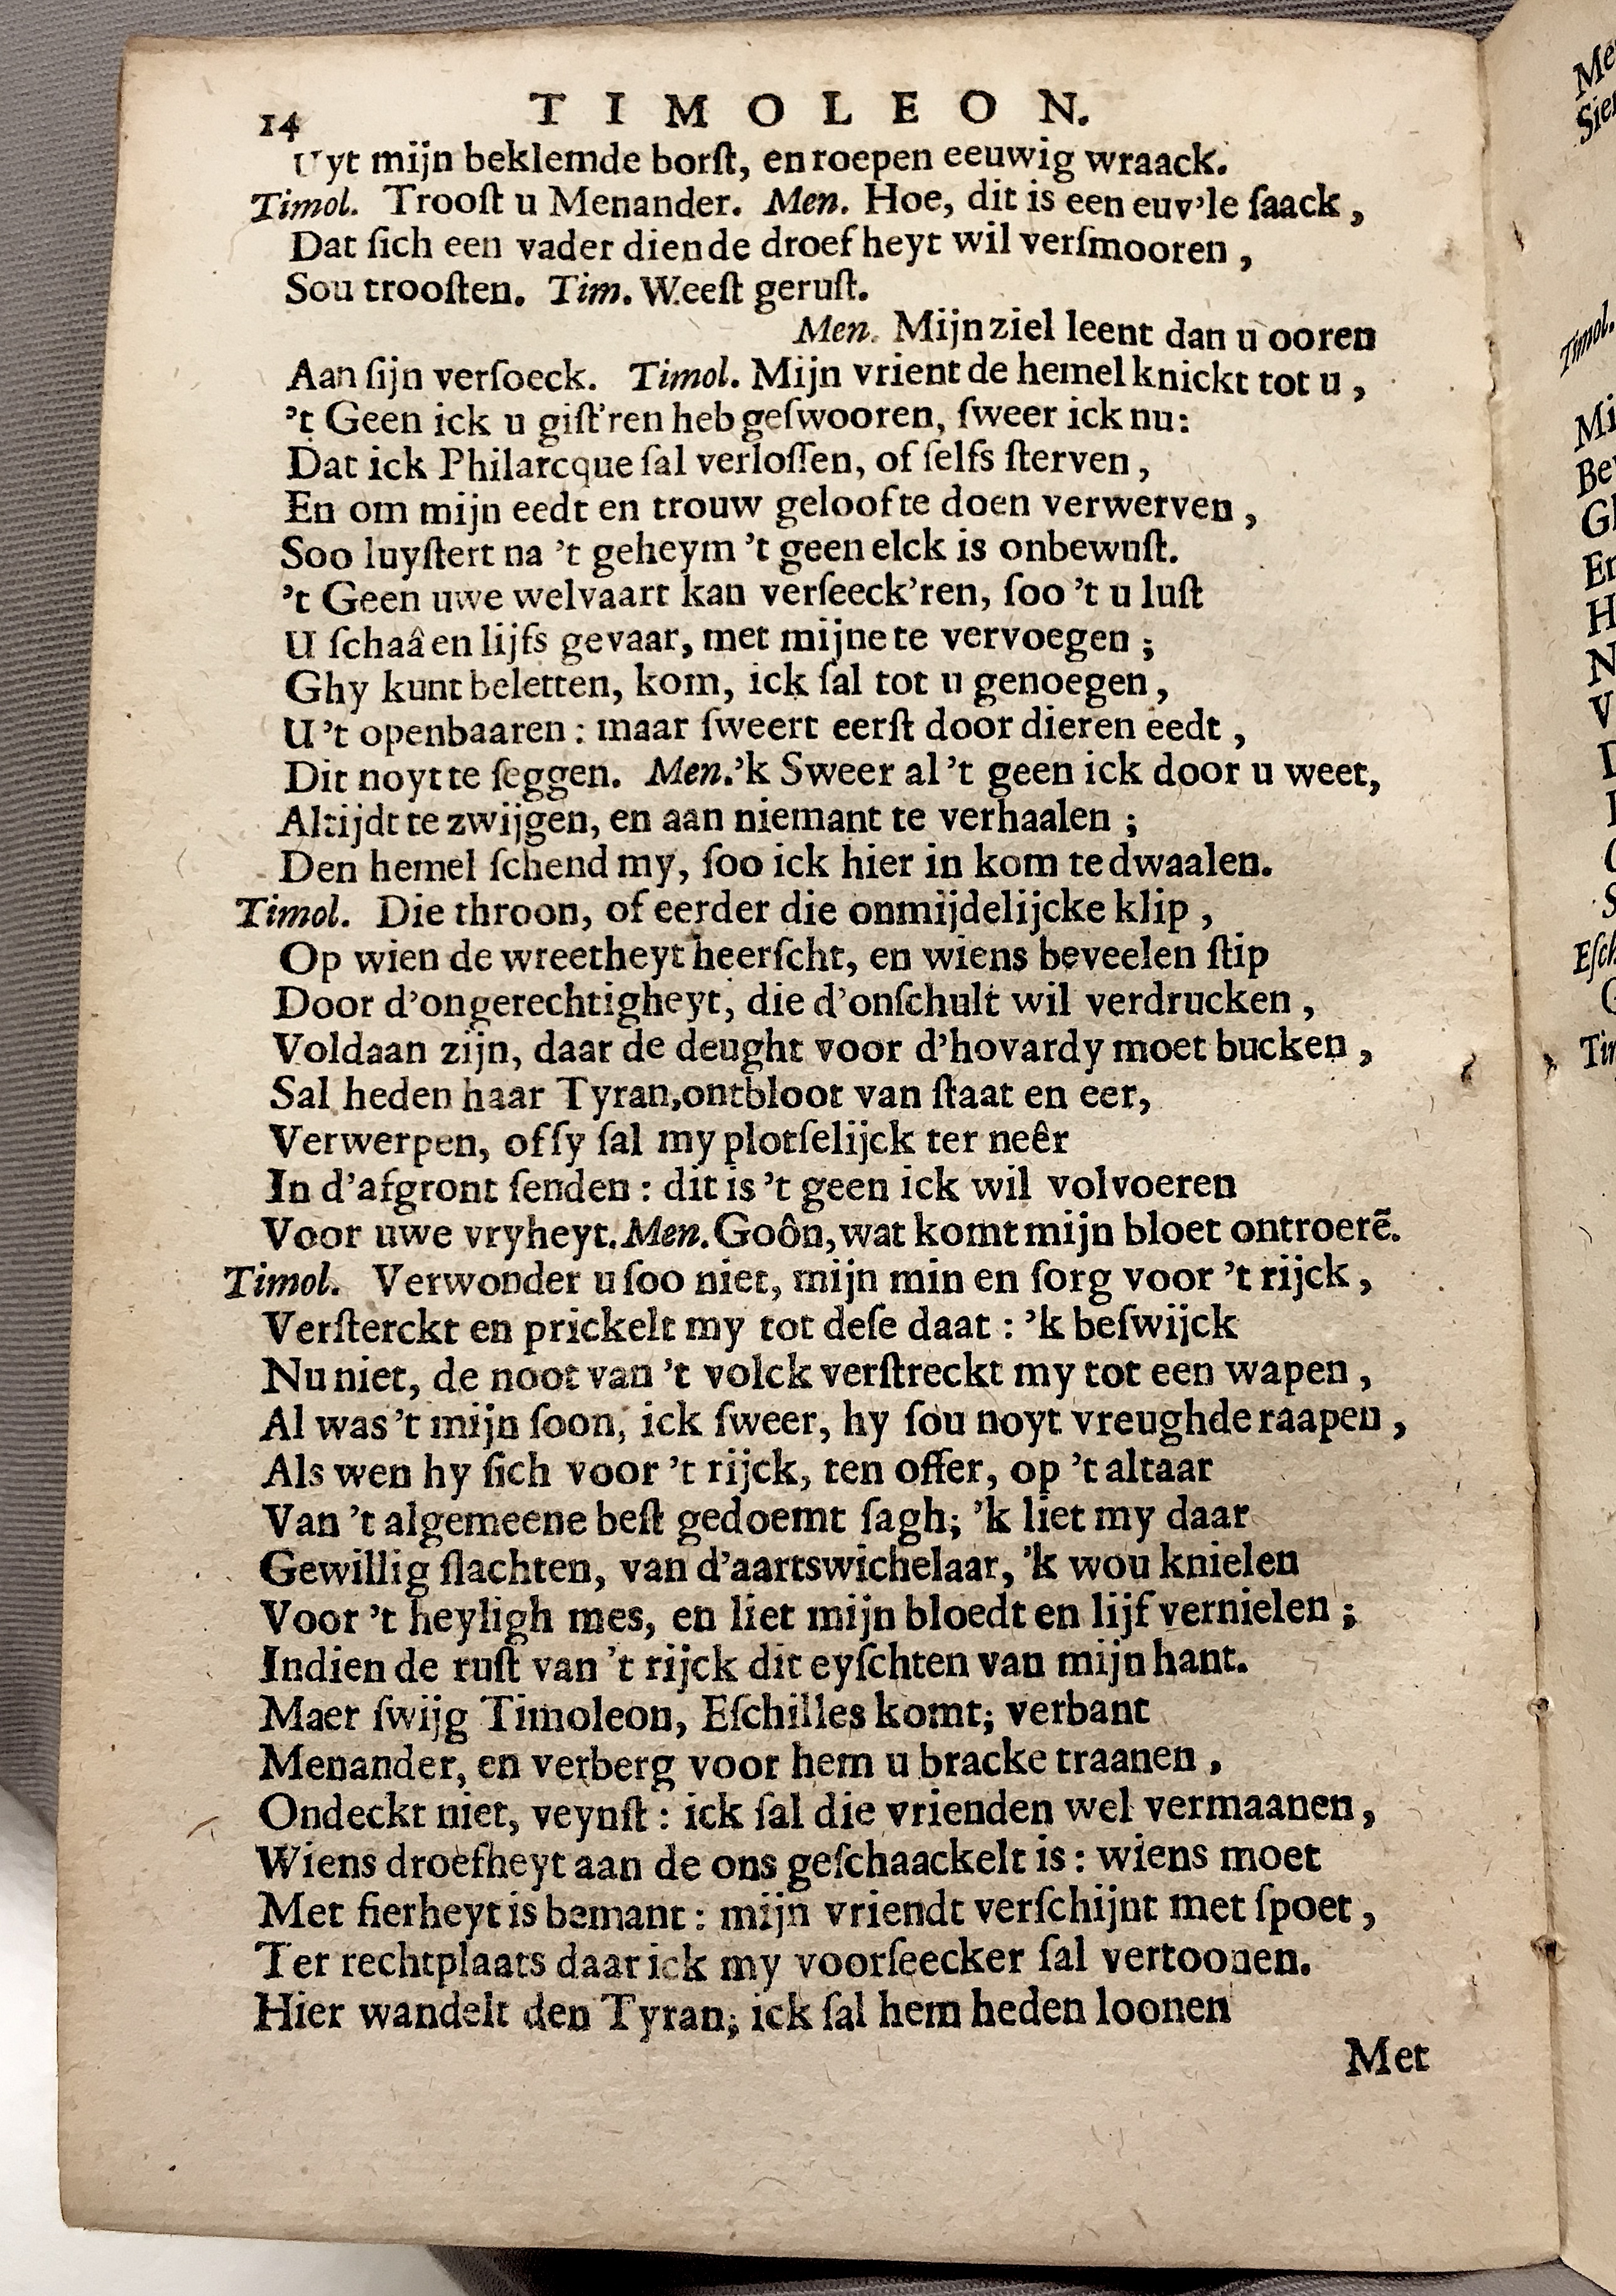 14
TIMOLEON.
Uyt mijn beklemde borſt, en roepen eeuwig wraack.
Timol. Trooſt u Menander. Men. Hoe, dit is een euv’le ſaack,
Dat ſich een vader die nde droefheyt wil verſmooren,
Sou trooſten. Tim. Weeſt geruſt.
Men. Mijn ziel leent dan u ooren
Aan ſijn verſoeck. Timol. Mijn vrient de hemel knickt tot u,
’t Geen ick u giſt’ren heb geſwooren, ſweer ick nu:
Dat ick Philarcque ſal verloſſen, of ſelfs ſterven,
En om mijn eedt en trouw geloofte doen verwerven,
Soo luyſtert na ’t geheym ’t geen elck is onbewuſt.
’t Geen uwe welvaart kan verſeeck’ren, ſoo ’t u luſt
U ſchaâ en lijfs gevaar, met mijne te vervoegen;
Ghy kunt beletten, kom, ick ſal tot u genoegen,
U ’t openbaaren: maar ſweert eerſt door dieren eedt,
Dit noyt te ſeggen. Men. ’k Sweer al ’t geen ick door u weet,
Altijdt te zwijgen, en aan niemant te verhaalen;
Den hemel ſchend my, ſoo ick hier in kom te dwaalen.
Timol. Die throon, of eerder die onmijdelijcke klip,
Op wien de wreetheyt heerſcht, en wiens beveelen ſtip
Door d’ongerechtigheyt, die d’onſchult wil verdrucken,
Voldaan zijn, daar de deught voor d’hovardy moet bucken,
Sal heden haar Tyran, ontbloot van ſtaat en eer,
Verwerpen, of ſy ſal my plotſelijck ter neêr
In d’afgront ſenden: dit is ’t geen ick wil volvoeren
Voor uwe vryheyt. Men. Goôn, wat komt mijn bloet ontroerē.
Timol. Verwonder u ſoo niet, mijn min en ſorg voor ’t rijck,
Verſterckt en prickelt my tot deſe daat: ’k beſwijck
Nu niet, de noot van ’t volck verſtreckt my tot een wapen,
Al was ’t mijn ſoon, ick ſweer, hy ſou noyt vreughde raapen,
Als wen hy ſich voor ’t rijck, ten offer, op ’t altaar
Van ’t algemeene beſt gedoemt ſagh; ’k liet my daar
Gewillig ſlachten, van d’aartswichelaar, ’k wou knielen
Voor ’t heyligh mes, en liet mijn bloedt en lijf vernielen;
Indien de ruſt van ’t rijck dit eyſchten van mijn hant.
Maer ſwijg Timoleon, Eſchilles komt; verbant
Menander, en verberg voor hem u bracke traanen,
Ondeckt niet, veynſt: ick ſal die vrienden wel vermaanen,
Wiens droefheyt aan de ons geſchaackelt is: wiens moet
Met fierheyt is bemant: mijn vriendt verſchijnt met ſpoet,
Ter rechtplaats daar ick my voorſeecker ſal vertoonen.
Hier wandelt den Tyran; ick ſal hem heden loonen
Met
Me
Sie
Timol.
Mi
Be
Gh
En
H
N
V
Eſch
Tim